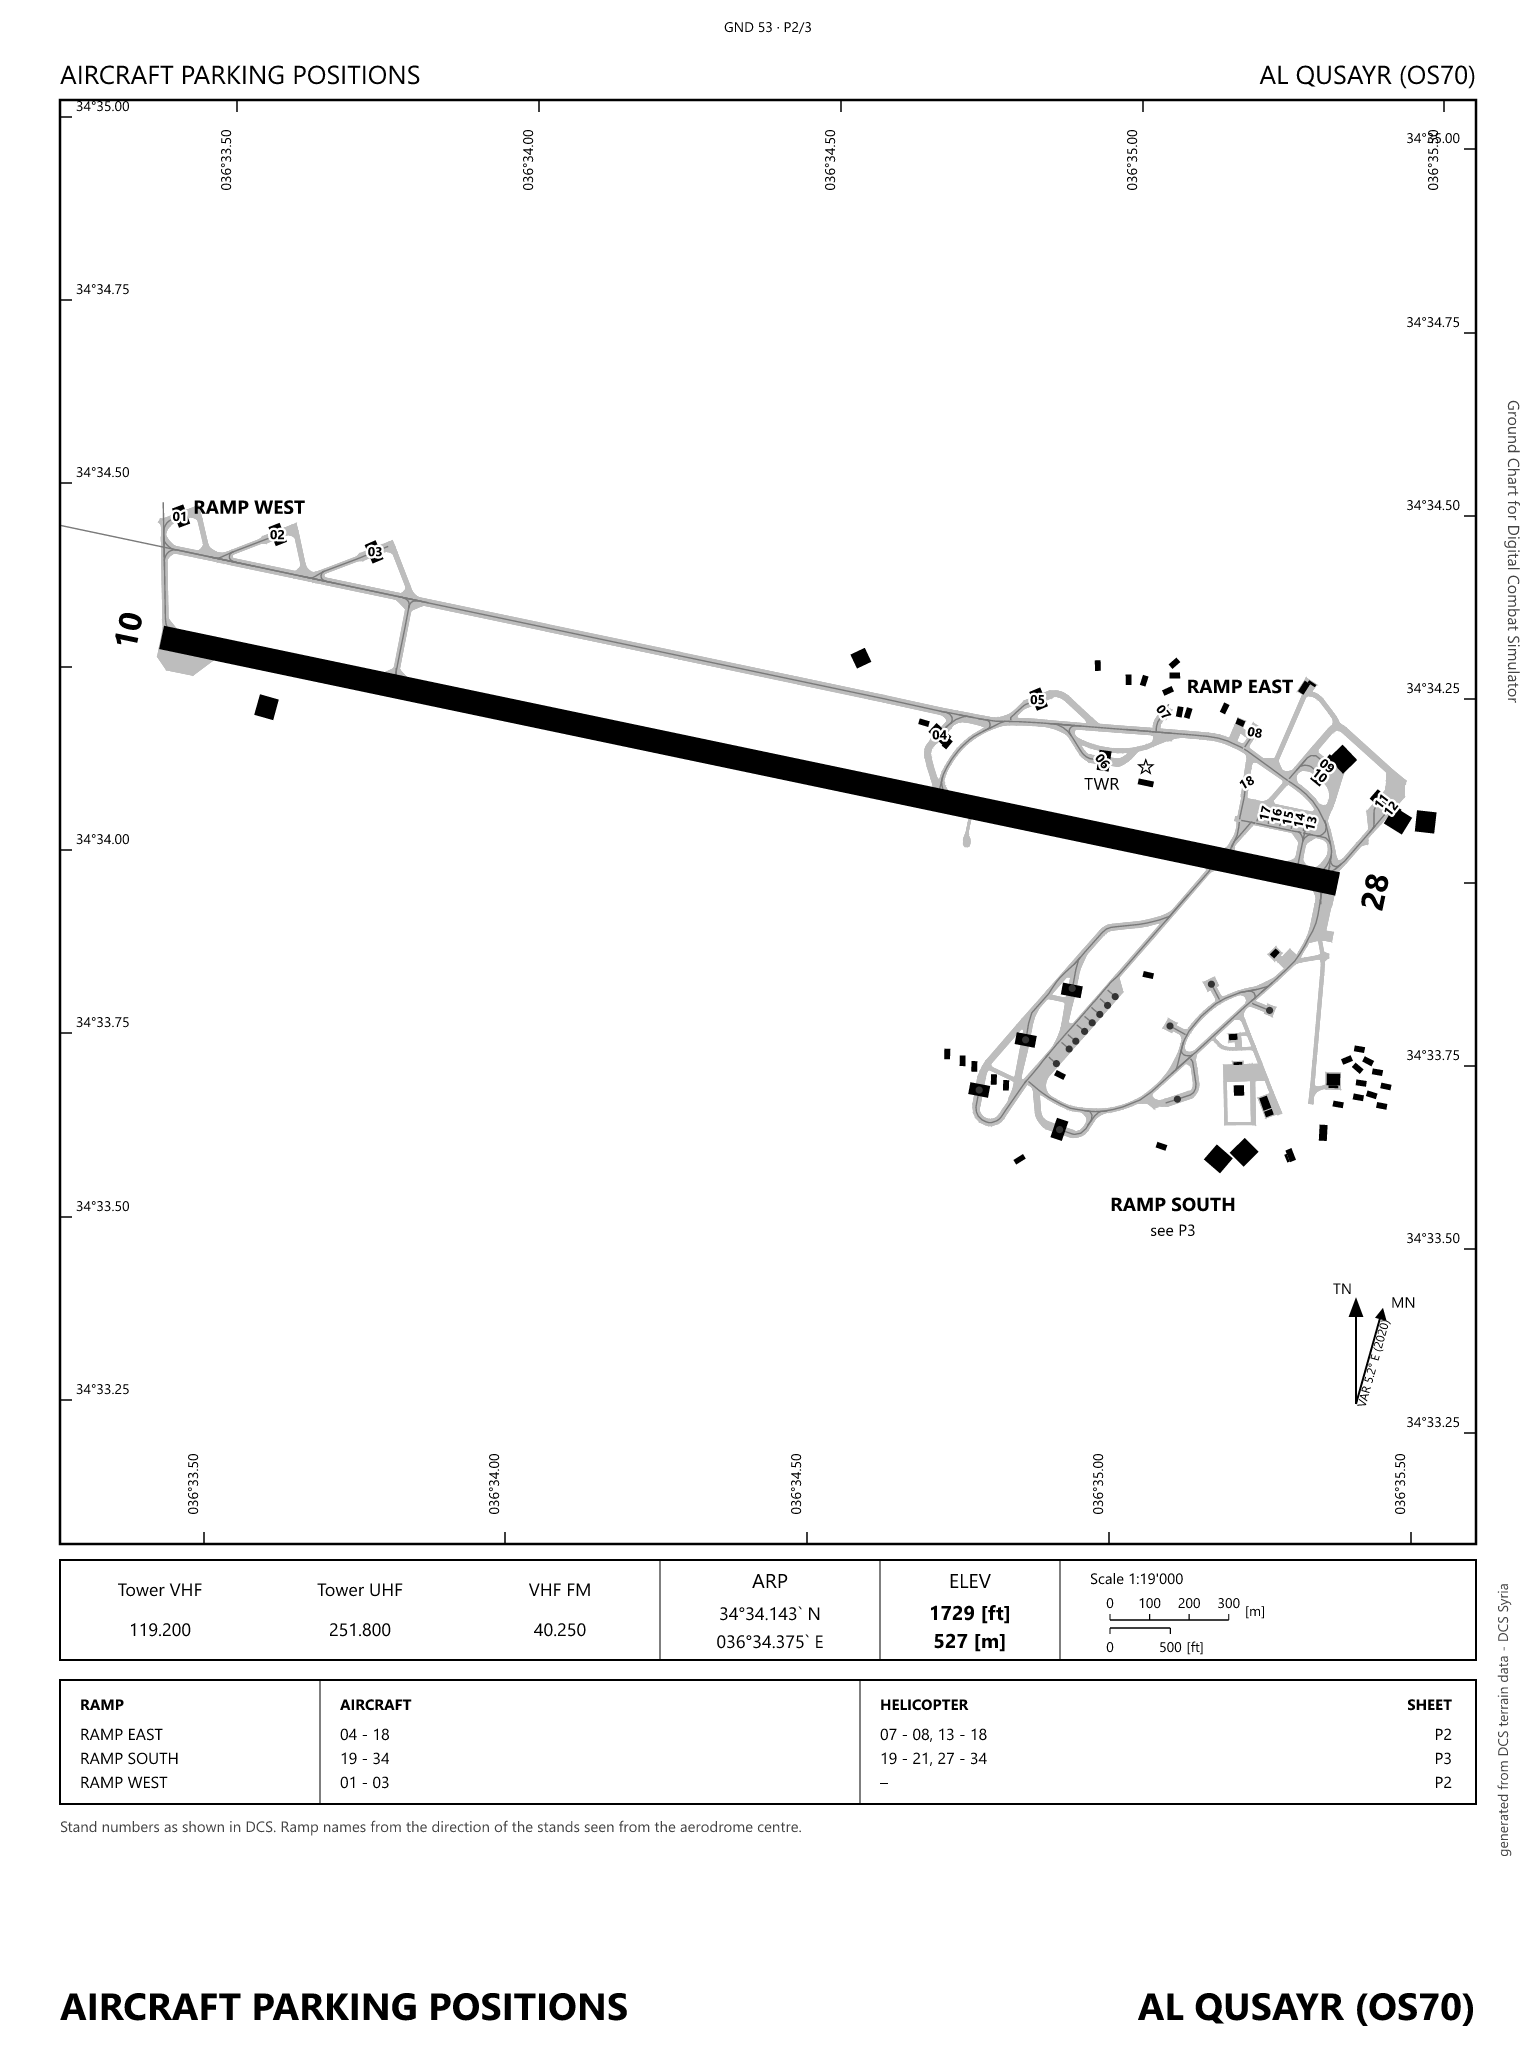 GND 53 · P2/3
AIRCRAFT PARKING POSITIONS
AL QUSAYR (OS70)
34°35.00
036°33.50
036°34.00
036°34.50
036°35.00
036°35.50
34°35.00
34°34.75
34°34.75
34°34.50
34°34.50
01
RAMP WEST
02
03
10
34°34.25
RAMP EAST
05
07
04
08
06
TWR
09
10
18
11
12
17
16
15
14
13
34°34.00
28
34°33.75
34°33.75
34°33.50
34°33.50
RAMP SOUTH
see P3
TN
MN
VAR 5.2° E (2020)
34°33.25
34°33.25
036°33.50
036°34.00
036°34.50
036°35.00
036°35.50
Ground Chart for Digital Combat Simulator
Tower VHF
119.200
Tower UHF
251.800
VHF FM
40.250
ARP
34°34.143` N
036°34.375` E
ELEV
1729 [ft]
527 [m]
Scale 1:19'000
0 100 200 300 [m]
0 500 [ft]
RAMP AIRCRAFT HELICOPTER SHEET
RAMP EAST 04 - 18 07 - 08, 13 - 18 P2
RAMP SOUTH 19 - 34 19 - 21, 27 - 34 P3
RAMP WEST 01 - 03 – P2
Stand numbers as shown in DCS. Ramp names from the direction of the stands seen from the aerodrome centre.
generated from DCS terrain data - DCS Syria
AIRCRAFT PARKING POSITIONS
AL QUSAYR (OS70)